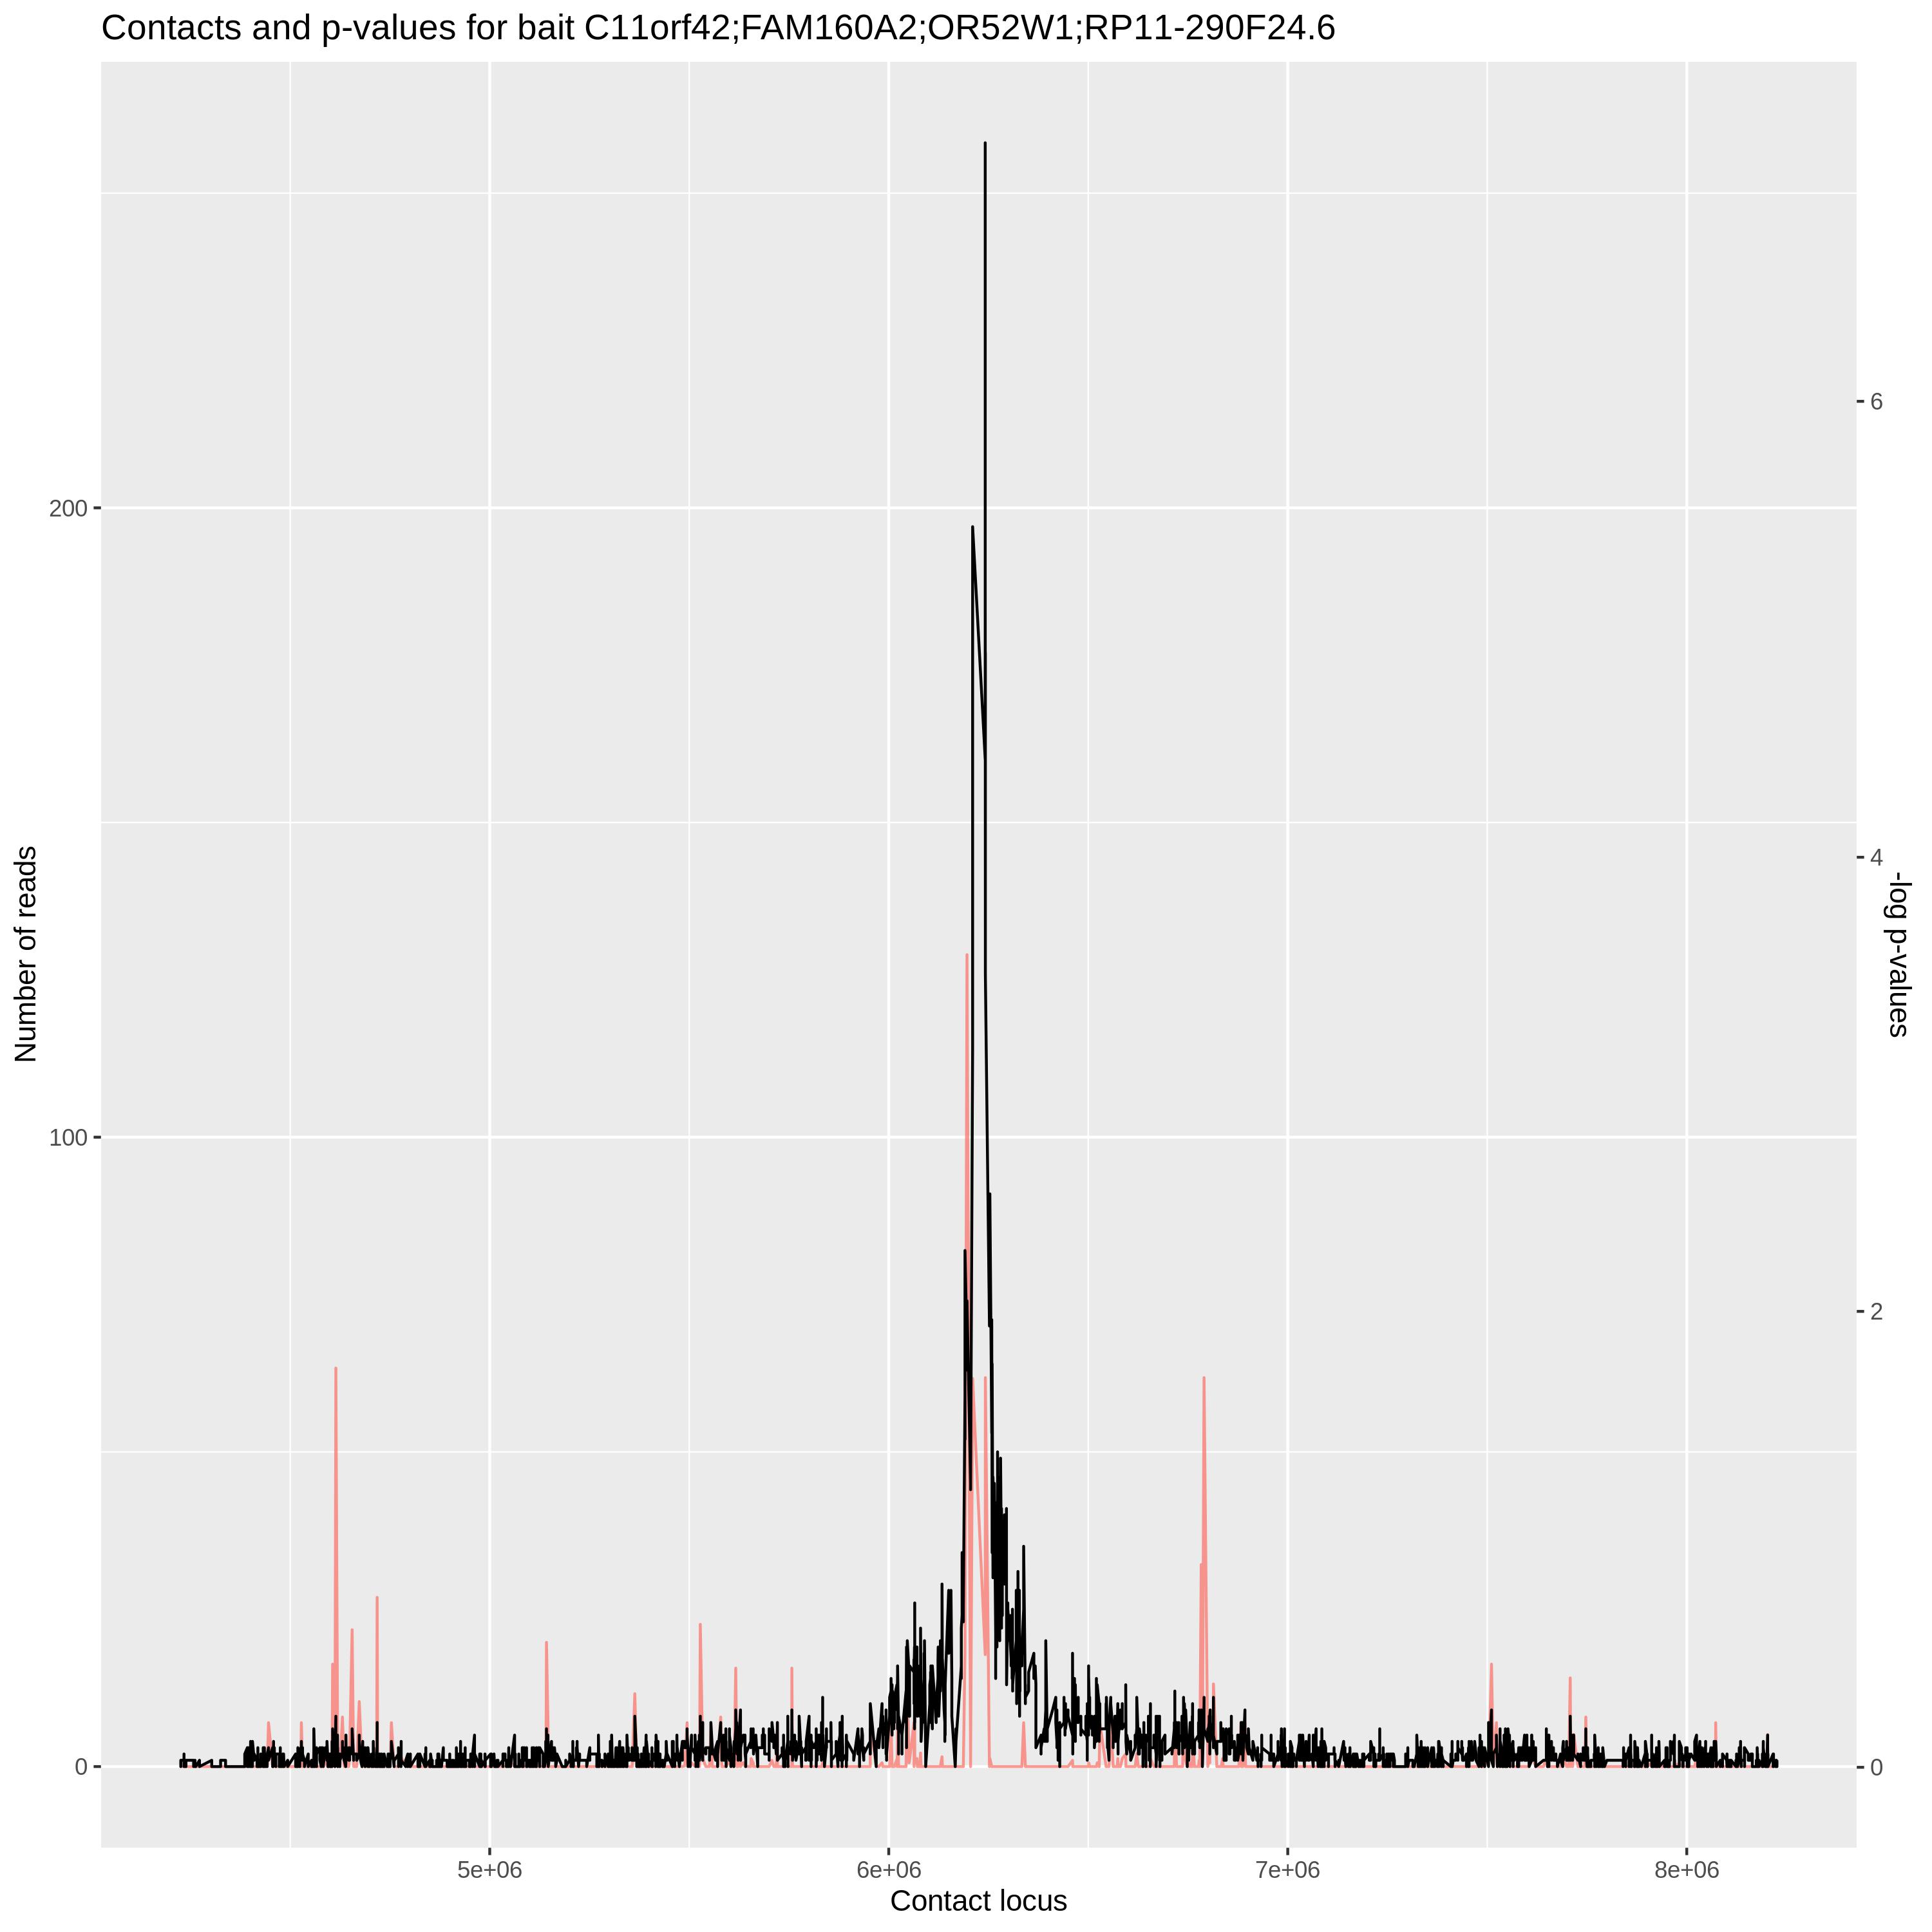 Contacts and p-values for bait C11orf42;FAM160A2;OR52W1;RP11-290F24.6
Number of reads
200
100
0
6
4
2
0
-log p-values
5e+06 6e+06 7e+06 8e+06
Contact locus